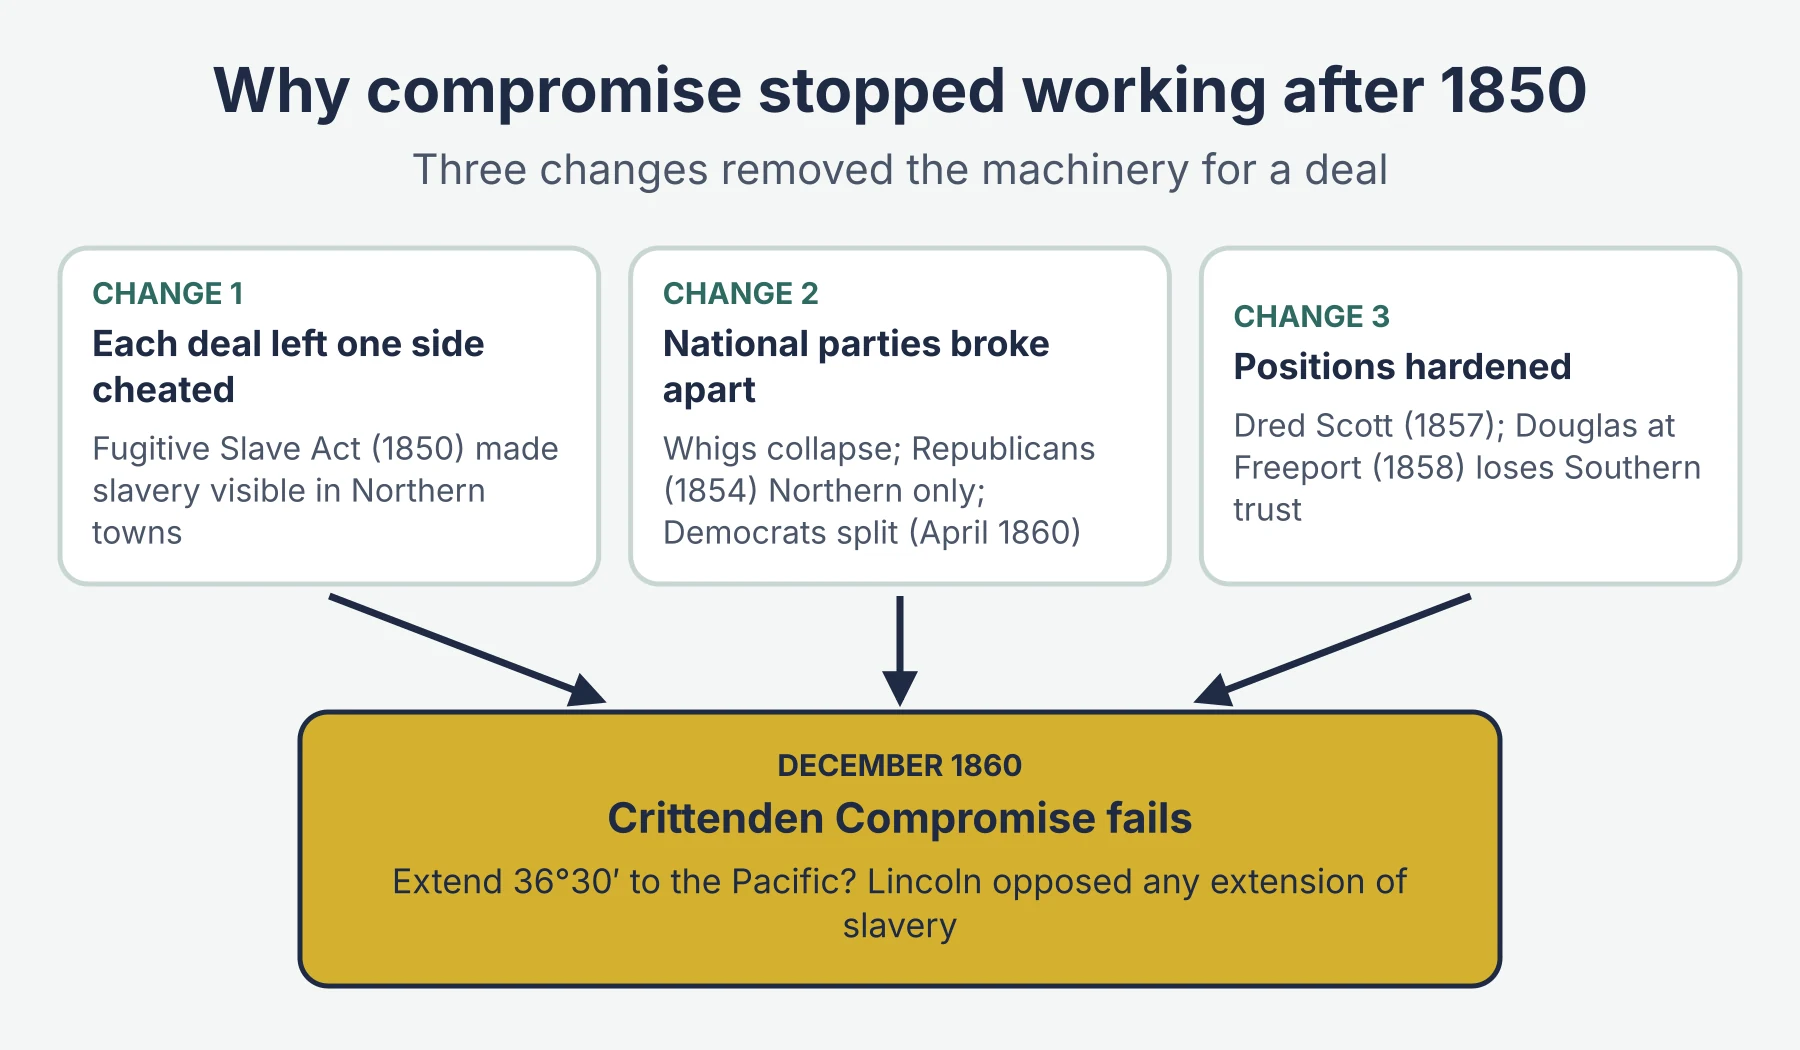 Why compromise stopped working after 1850
Three changes removed the machinery for a deal
CHANGE 1
Each deal left one side
cheated
Fugitive Slave Act (1850) made
slavery visible in Northern
towns
CHANGE 2
National parties broke
apart
Whigs collapse; Republicans
(1854) Northern only;
Democrats split (April 1860)
CHANGE 3
Positions hardened
Dred Scott (1857); Douglas at
Freeport (1858) loses Southern
trust
DECEMBER 1860
Crittenden Compromise fails
Extend 36°30′ to the Pacific? Lincoln opposed any extension of
slavery